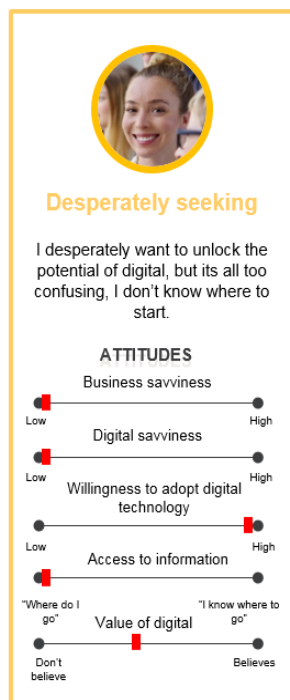 Desperately seeking
I desperately want to unlock the
potential of digital, but its all too
confusing, I don’t know where to
start.
ATTITUDES
Business savviness
Low High
Digital savviness
Low High
Willingness to adopt digital
technology
Low High
Access to information
“Where do I “I know where to
go” go”
Value of digital
Don’t Believes
believe